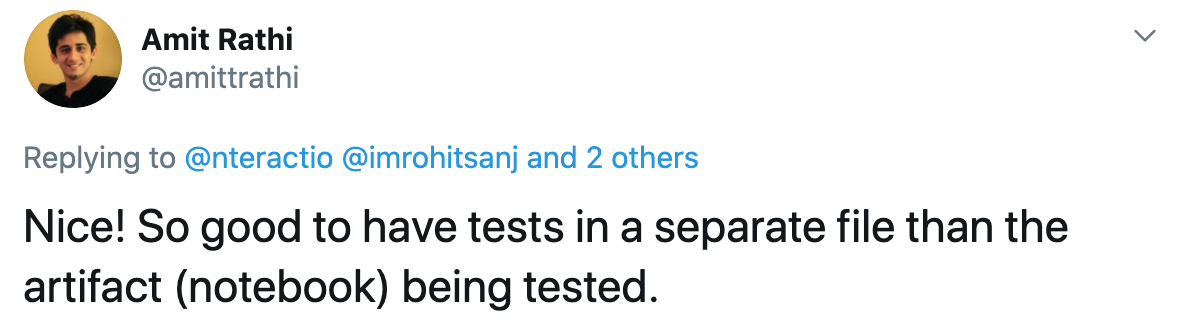 Amit Rathi
@amittrathi
Replying to @nteractio @imrohitsanj and 2 others
Nice! So good to have tests in a separate file than the
artifact (notebook) being tested.